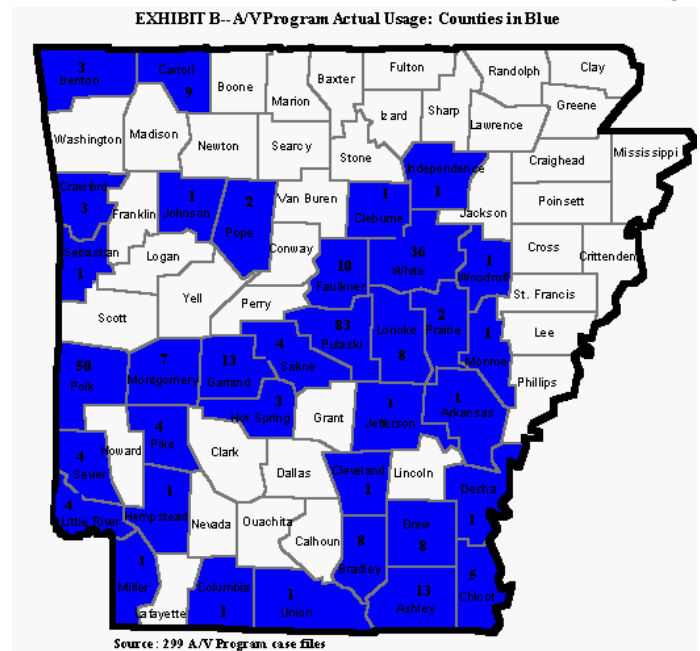 EXHIBIT B--A/V Program Actual Usage: Counties in Blue
3
Benton
Carroll
9
Boone
Marion
Baxter
Fulton
Randolph
Clay
Izard
Sharp
Greene
Lawrence
Washington
Madison
Newton
Searcy
Stone
Independence
1
Craighead
Mississippi
Crawford
3
Franklin
1
Johnson
2
Pope
Van Buren
1
Cleburne
Jackson
Poinsett
Sebastian
1
Logan
Conway
10
Faulkner
36
White
1
Woodruff
Cross
Crittenden
Scott
Yell
Perry
St. Francis
83
Pulaski
Lonoke
8
2
Prairie
1
Monroe
Lee
Phillips
50
Polk
7
Montgomery
13
Garland
4
Saline
3
Hot Spring
Grant
1
Jefferson
1
Arkansas
4
Sevier
Howard
4
Pike
Clark
Dallas
Cleveland
1
Lincoln
Desha
1
4
Little River
1
Hempstead
Nevada
Ouachita
Calhoun
8
Bradley
Drew
8
1
Miller
Lafayette
Columbia
1
1
Union
13
Ashley
5
Chicot
Source: 299 A/V Program case files